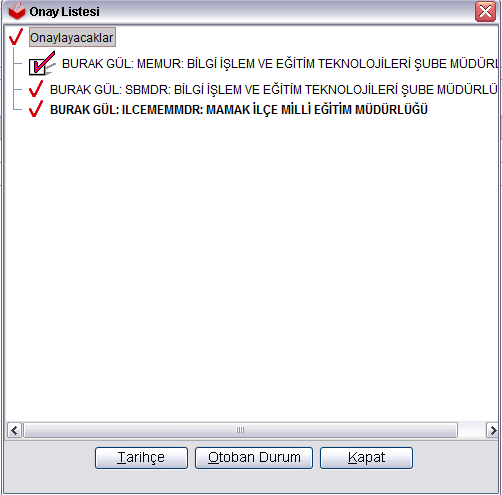 Onay Listesi
Onaylayacaklar
BURAK GÜL: MEMUR: BİLGİ İŞLEM VE EĞİTİM TEKNOLOJİLERİ ŞUBE MÜDÜRL
BURAK GÜL: SBMDR: BİLGİ İŞLEM VE EĞİTİM TEKNOLOJİLERİ ŞUBE MÜDÜRLÜ
BURAK GÜL: ILCEMEMMDR: MAMAK İLÇE MİLLİ EĞİTİM MÜDÜRLÜĞÜ
Tarihçe Otoban Durum Kapat